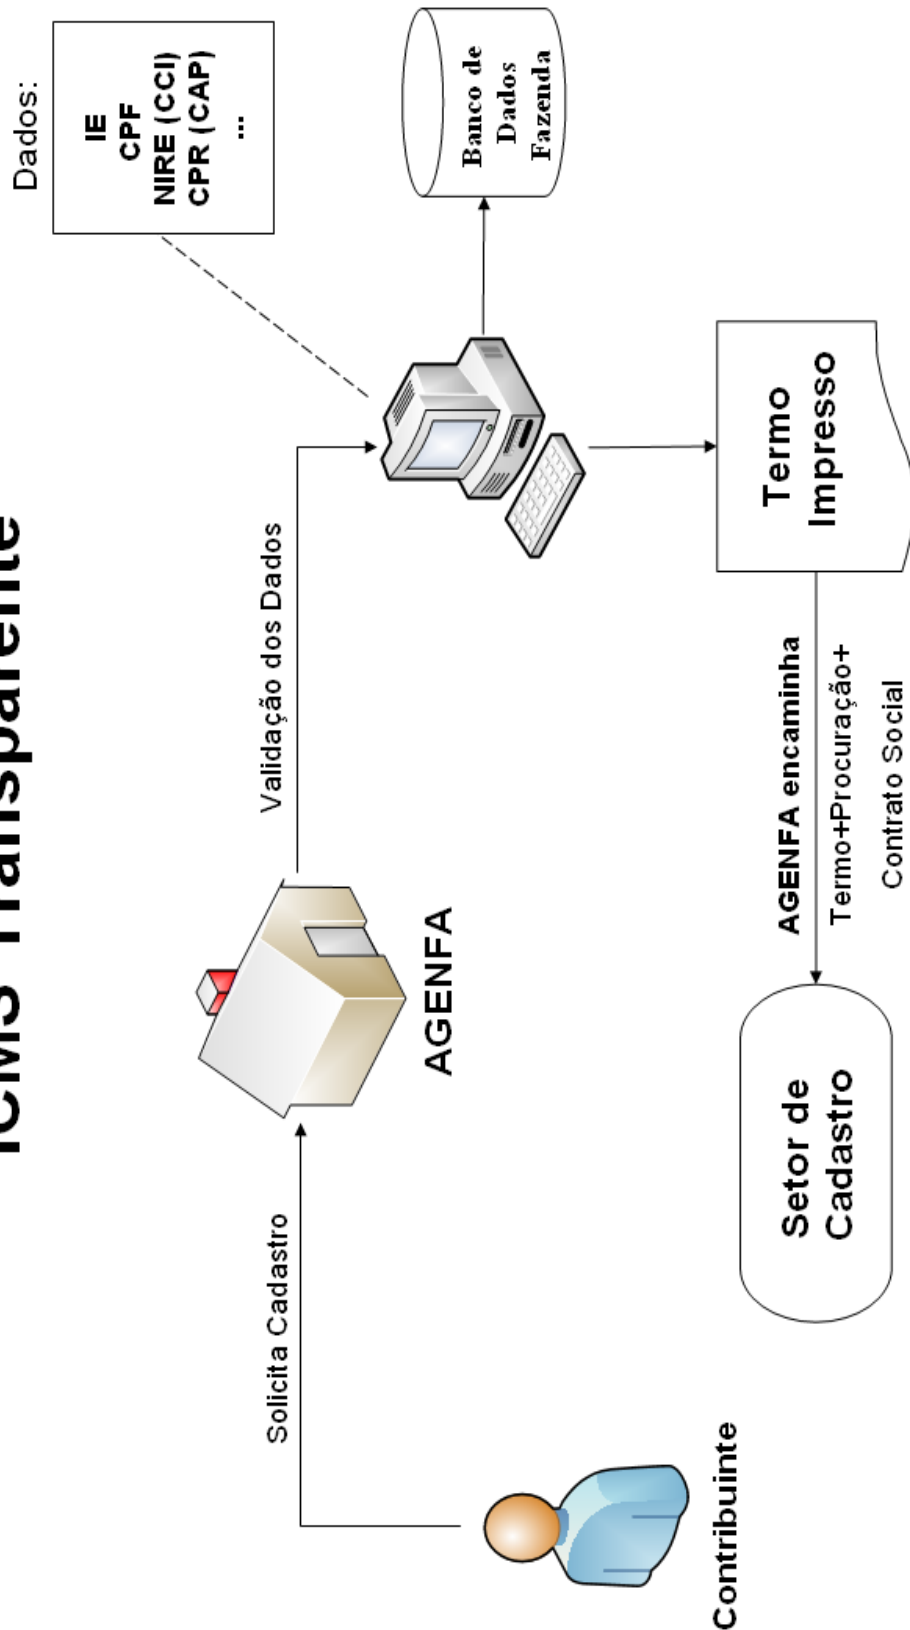 ICMS Transparente
Dados:
IE
CPF
NIRE (CCI)
CPR (CAP)
...
Solicita Cadastro
Validação dos Dados
AGENFA
Banco de
Dados
Fazenda
Contribuinte
Termo
Impresso
AGENFA encaminha
Termo+Procuração+
Contrato Social
Setor de
Cadastro